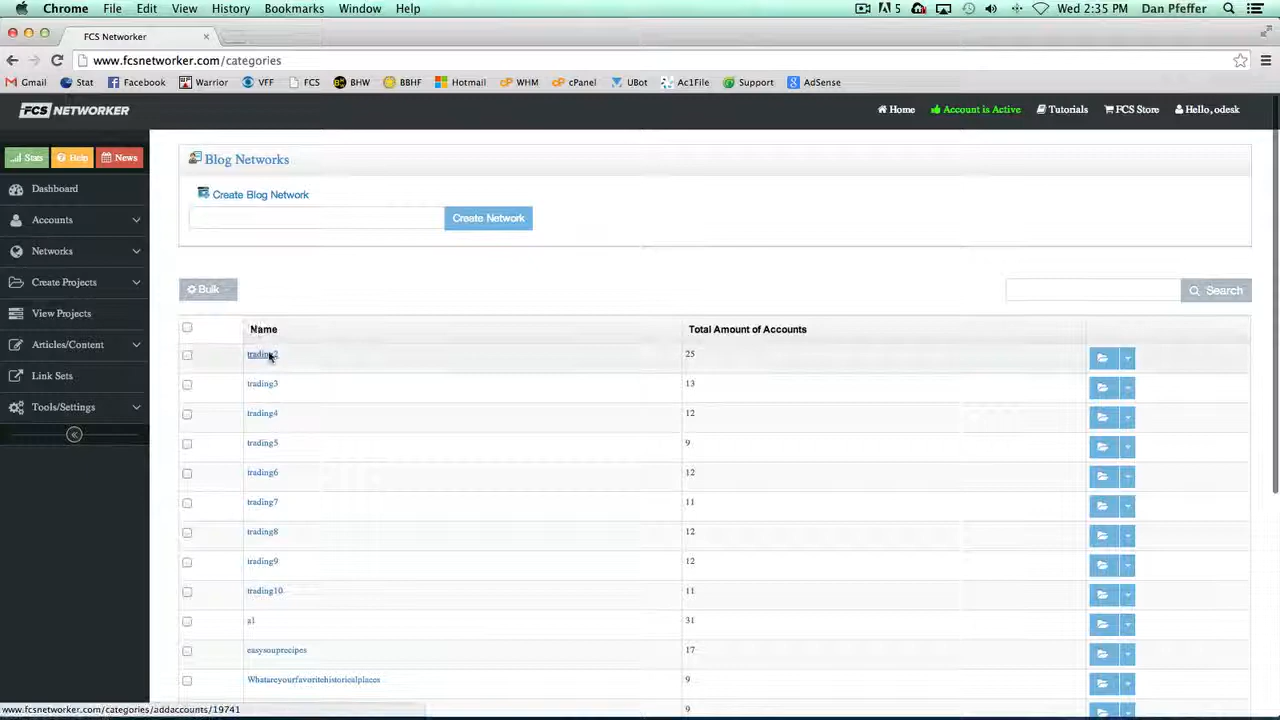 Chrome File Edit View History Bookmarks Window Help 5 Wed 2:35 PM Dan Pfeffer
FCS Networker
www.fcsnetworker.com/categories
Gmail Stat Facebook Warrior VFF FCS BHW BBHF Hotmail WHM cPanel UBot Ac1File Support AdSense
FCS NETWORKER Home Account is Active Tutorials FCS Store Hello, odesk
Stats Help News
Blog Networks
Dashboard
Create Blog Network
Accounts
Create Network
Networks
Create Projects
Bulk Search
View Projects
Name Total Amount of Accounts
Articles/Content
trading2 25
Link Sets
trading3 13
Tools/Settings
trading4 12
trading5 9
trading6 12
trading7 11
trading8 12
trading9 12
trading10 11
a1 31
easysouprecipes 17
Whatareyourfavoritehistoricalplaces 9
9
www.fcsnetworker.com/categories/addaccounts/19741